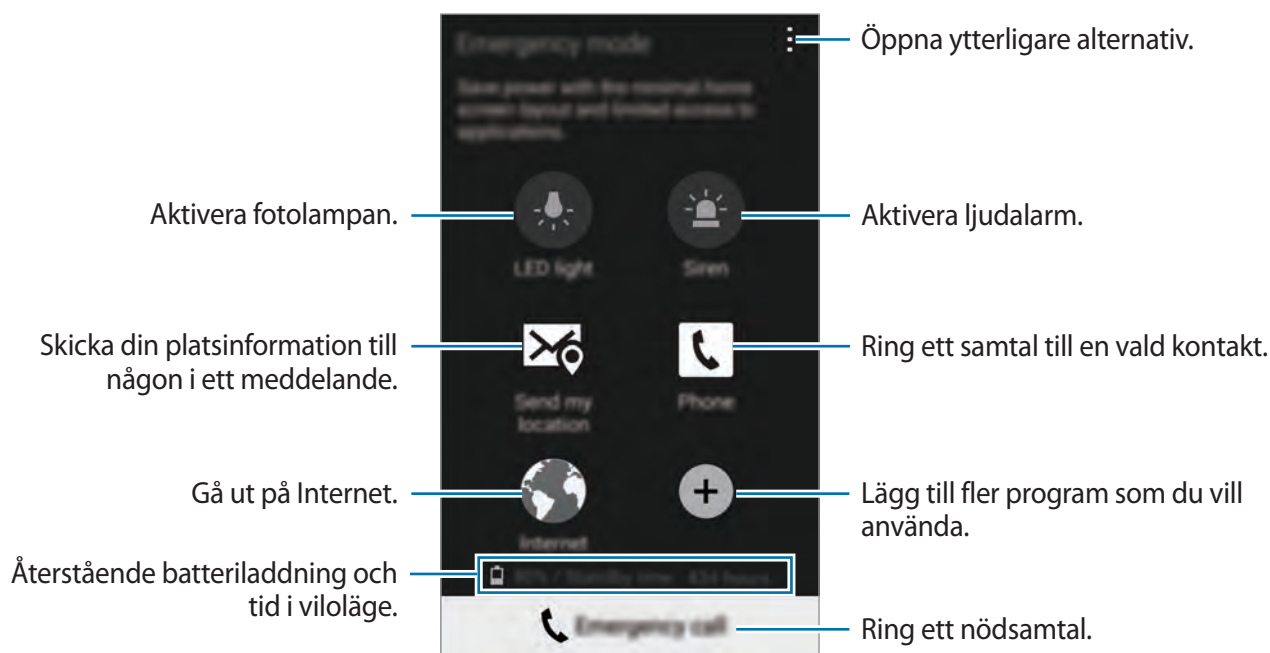 Emergency mode
Öppna ytterligare alternativ.
Save power with the minimal home
screen layout and limited access to
applications.
Aktivera fotolampan.
Aktivera ljudalarm.
LED light
Siren
Skicka din platsinformation till
någon i ett meddelande.
Ring ett samtal till en vald kontakt.
Send my
location
Phone
Gå ut på Internet.
Lägg till fler program som du vill
använda.
Internet
Återstående batteriladdning och
tid i viloläge.
Standby time
hours
Emergency call
Ring ett nödsamtal.